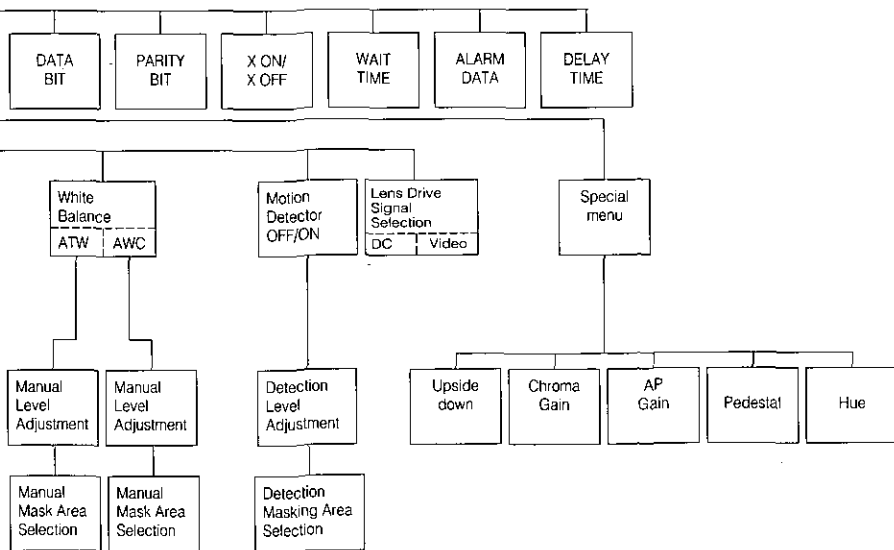 DATA
BIT
PARITY
BIT
X ON/
X OFF
WAIT
TIME
ALARM
DATA
DELAY
TIME
White
Balance
ATW
AWC
Motion
Detector
OFF/ON
Lens Drive
Signal
Selection
DC
Video
Special
menu
Manual
Level
Adjustment
Manual
Level
Adjustment
Detection
Level
Adjustment
Upside
down
Chroma
Gain
AP
Gain
Pedestal
Hue
Manual
Mask Area
Selection
Manual
Mask Area
Selection
Detection
Masking Area
Selection